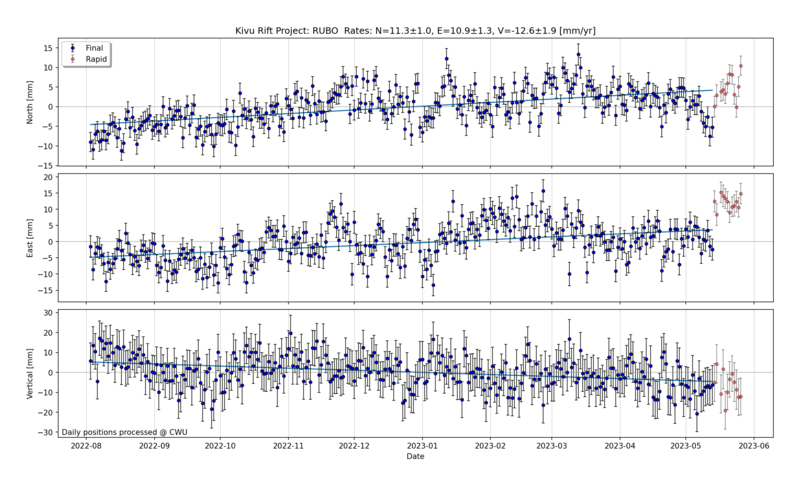 Kivu Rift Project: RUBO  Rates: N=11.3±1.0, E=10.9±1.3, V=-12.6±1.9 [mm/yr]
Final
Rapid
North [mm]
15
10
5
0
−5
−10
−15
East [mm]
20
15
10
5
0
−5
−10
−15
Vertical [mm]
30
20
10
0
−10
−20
−30
Daily positions processed @ CWU
2022-08 2022-09 2022-10 2022-11 2022-12 2023-01 2023-02 2023-03 2023-04 2023-05 2023-06
Date